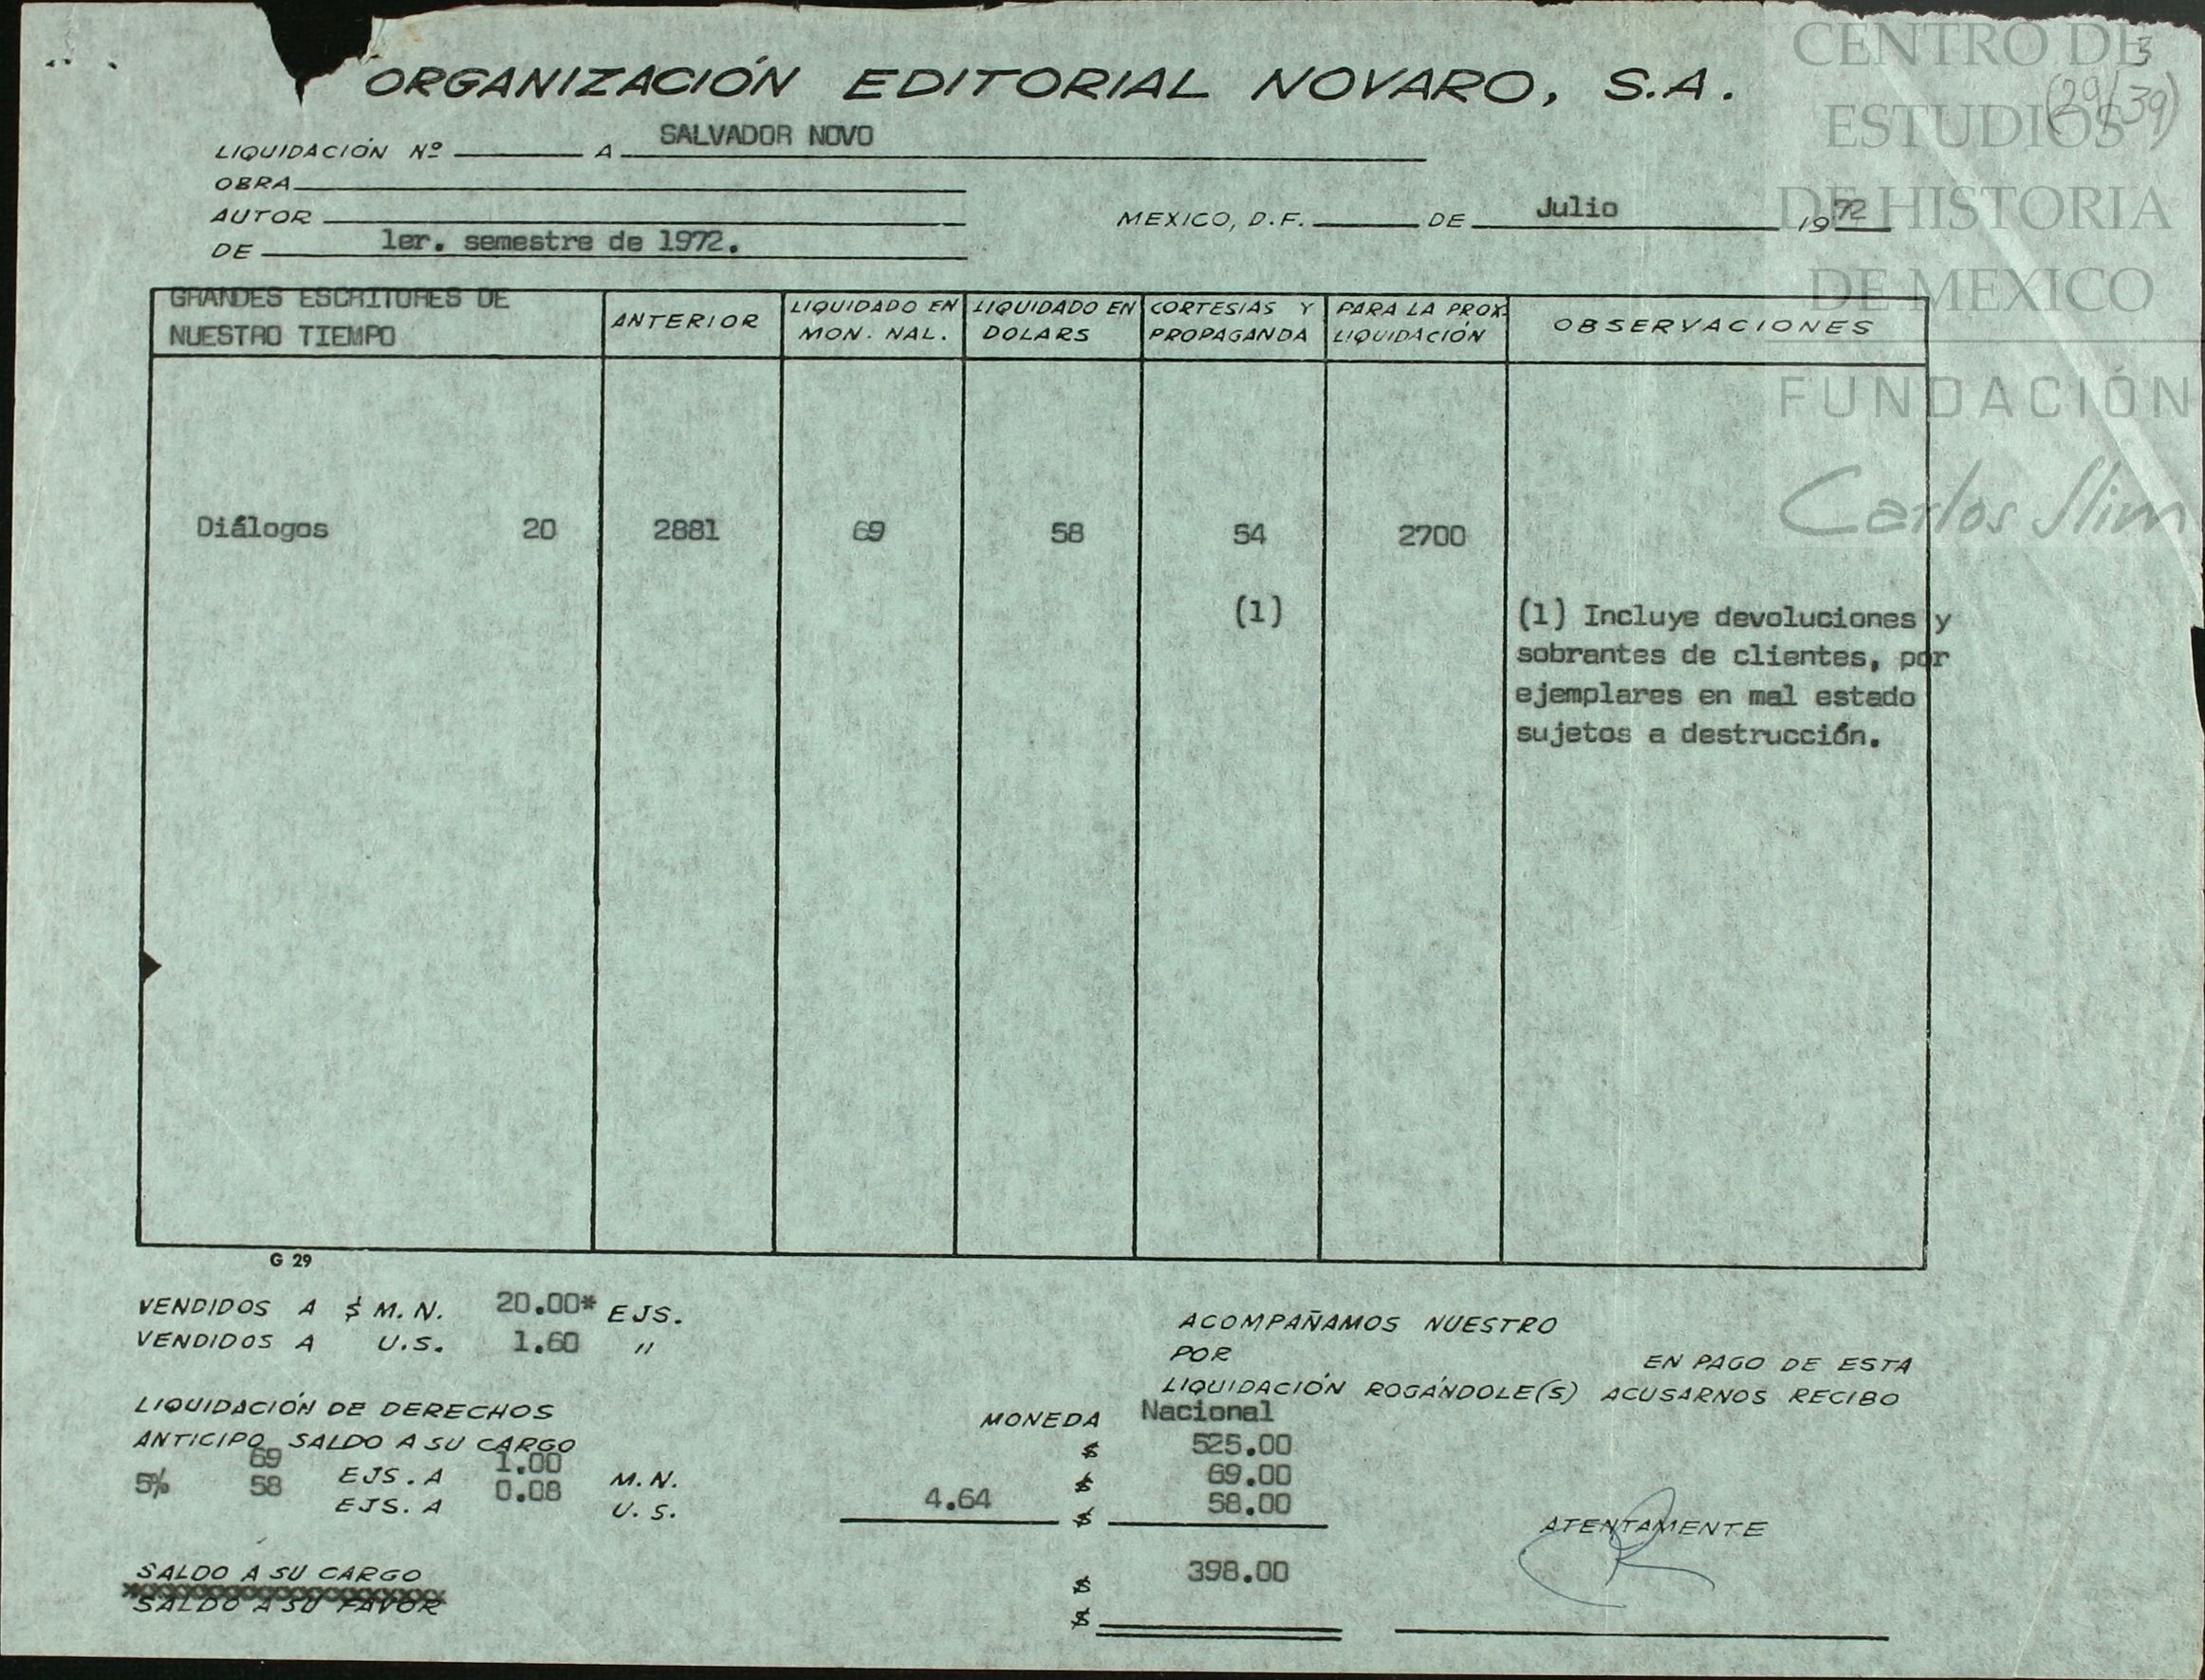 CENTRO DE
ESTUDIOS
DE HISTORIA
DE MEXICO
FUNDACIÓN
Carlos Slim
3
(29/39)
ORGANIZACIÓN EDITORIAL NOVARO, S.A.
LIQUIDACIÓN Nº A SALVADOR NOVO
OBRA
AUTOR
MEXICO, D.F. DE Julio 1972
DE 1er. semestre de 1972.
GRANDES ESCRITORES DE
NUESTRO TIEMPO
ANTERIOR
LIQUIDADO EN
MON. NAL.
LIQUIDADO EN
DOLARS
CORTESIAS Y
PROPAGANDA
PARA LA PROX.
LIQUIDACIÓN
OBSERVACIONES
Diálogos 20 2881 69 58 54 2700
(1)
(1) Incluye devoluciones y
sobrantes de clientes, por
ejemplares en mal estado
sujetos a destrucción.
G 29
VENDIDOS A $ M.N. 20.00* EJS.
VENDIDOS A U.S. 1.60 "
ACOMPAÑAMOS NUESTRO
POR EN PAGO DE ESTA
LIQUIDACIÓN ROGÁNDOLE(S) ACUSARNOS RECIBO
LIQUIDACIÓN DE DERECHOS
MONEDA Nacional
ANTICIPO SALDO A SU CARGO $ 525.00
69 EJS. A 1.00 M.N. $ 69.00
5% 58 EJS. A 0.08 U.S. 4.64 $ 58.00
ATENTAMENTE
SALDO A SU CARGO $ 398.00
SALDO A SU FAVOR $